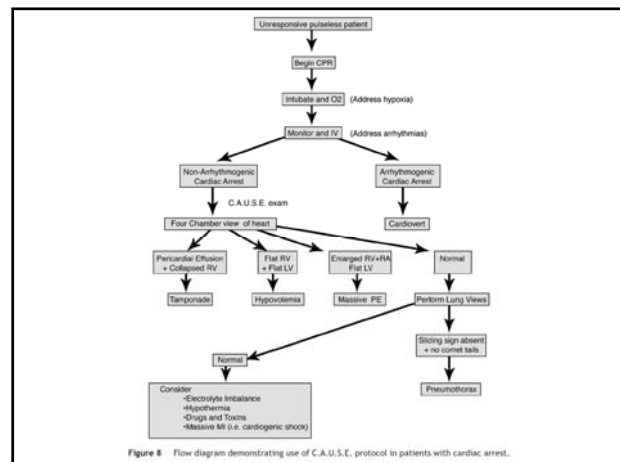 Unresponsive pulseless patient
Begin CPR
Intubate and O2 (Address hypoxia)
Monitor and IV (Address arrhythmias)
Non-Arrhythmogenic
Cardiac Arrest
Arrhythmogenic
Cardiac Arrest
C.A.U.S.E. exam
Four Chamber view of heart
Cardiovert
Pericardial Effusion
+ Collapsed RV
Flat RV
+ Flat LV
Enlarged RV+RA
Flat LV
Normal
Tamponade
Hypovolemia
Massive PE
Perform Lung Views
Sliding sign absent
+ no comet tails
Normal
Pneumothorax
Consider
•Electrolyte Imbalance
•Hypothermia
•Drugs and Toxins
•Massive MI (i.e. cardiogenic shock)
Figure 8 Flow diagram demonstrating use of C.A.U.S.E. protocol in patients with cardiac arrest.